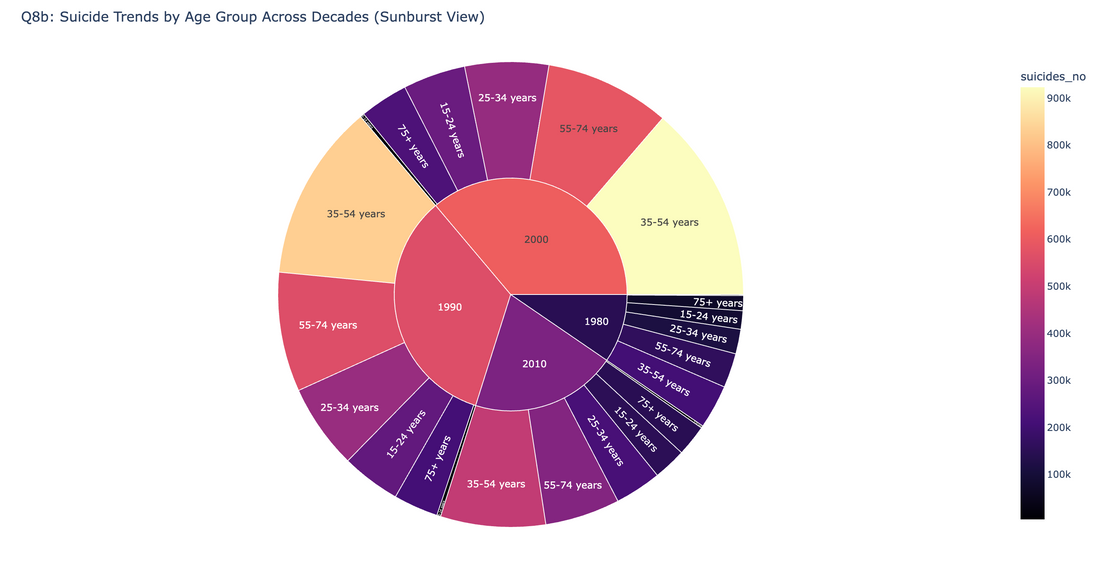 Q8b: Suicide Trends by Age Group Across Decades (Sunburst View)
suicides_no
900k
800k
700k
600k
500k
400k
300k
200k
100k
2000
35-54 years
55-74 years
25-34 years
15-24 years
75+ years
1990
35-54 years
55-74 years
25-34 years
15-24 years
75+ years
2010
35-54 years
55-74 years
25-34 years
15-24 years
75+ years
1980
35-54 years
55-74 years
25-34 years
15-24 years
75+ years